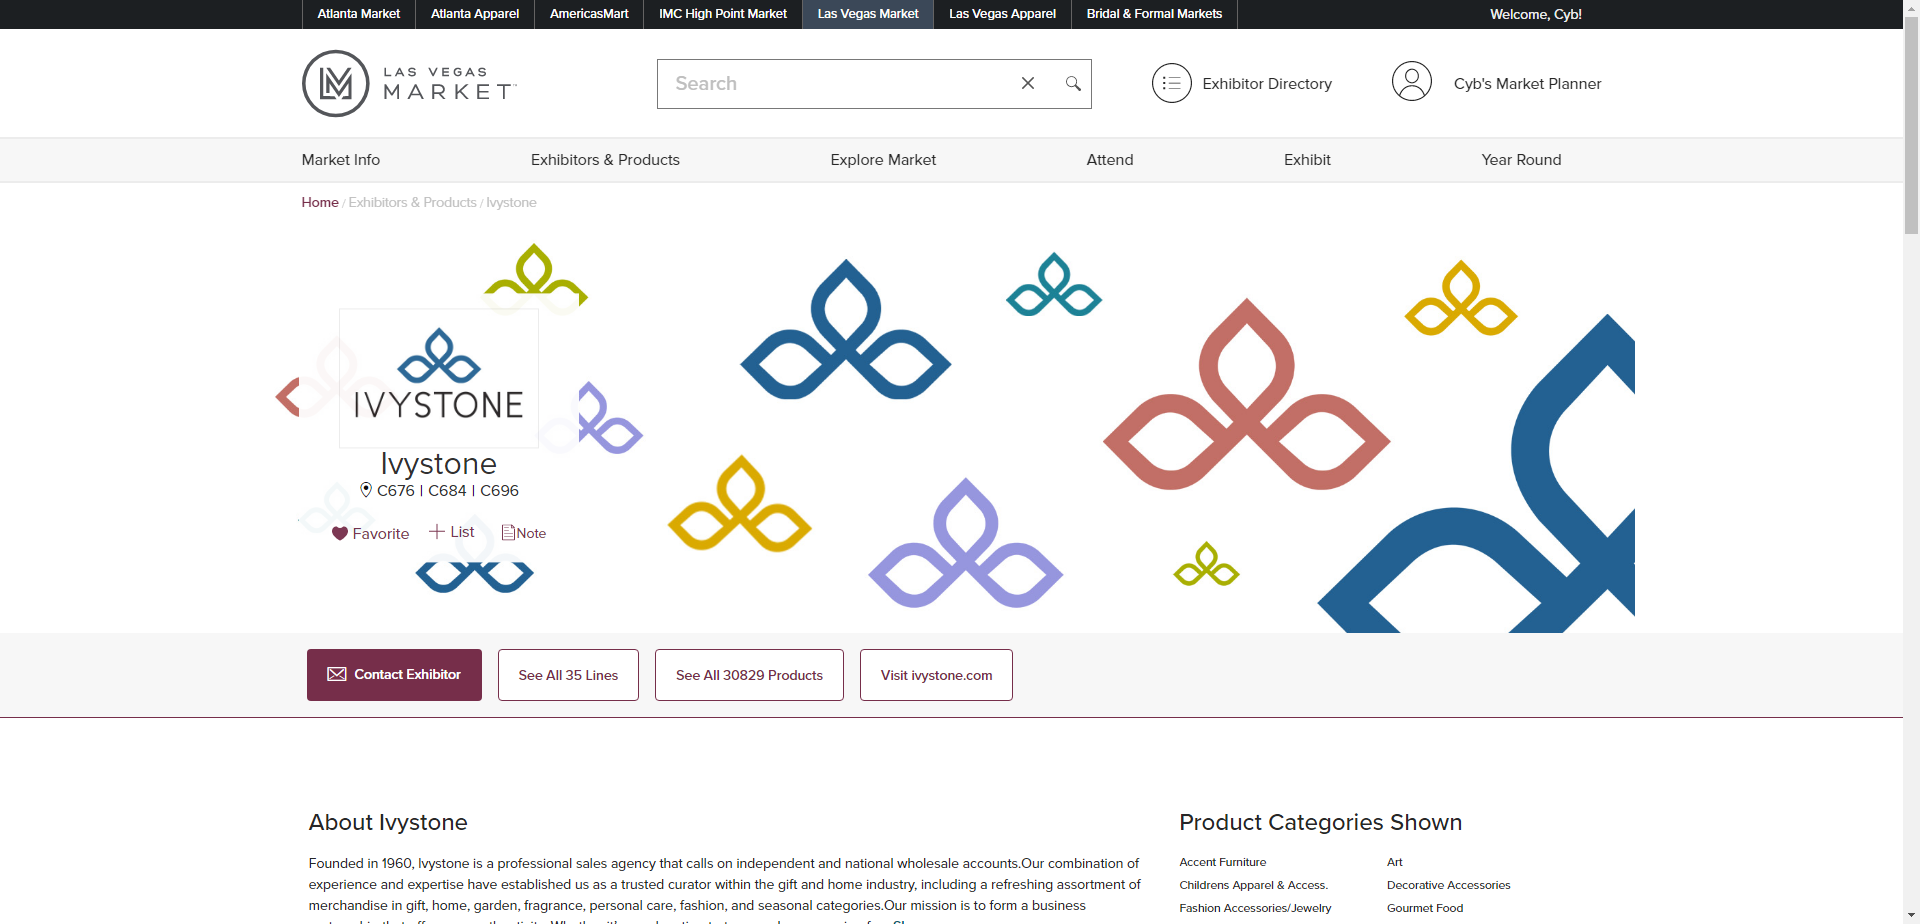 Atlanta Market Atlanta Apparel AmericasMart IMC High Point Market Las Vegas Market Las Vegas Apparel Bridal & Formal Markets Welcome, Cyb!
LAS VEGAS
MARKET
Search
Exhibitor Directory
Cyb's Market Planner
Market Info Exhibitors & Products Explore Market Attend Exhibit Year Round
Home / Exhibitors & Products / Ivystone
IVYSTONE
Ivystone
C676 | C684 | C696
Favorite List Note
Contact Exhibitor See All 35 Lines See All 30829 Products Visit ivystone.com
About Ivystone
Founded in 1960, Ivystone is a professional sales agency that calls on independent and national wholesale accounts.Our combination of
experience and expertise have established us as a trusted curator within the gift and home industry, including a refreshing assortment of
merchandise in gift, home, garden, fragrance, personal care, fashion, and seasonal categories.Our mission is to form a business
Product Categories Shown
Accent Furniture Art
Childrens Apparel & Access. Decorative Accessories
Fashion Accessories/Jewelry Gourmet Food